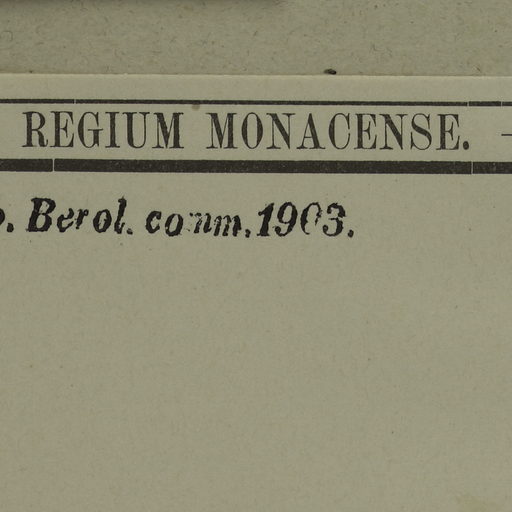 REGIUM MONACENSE. —
. Berol. comm. 1903.